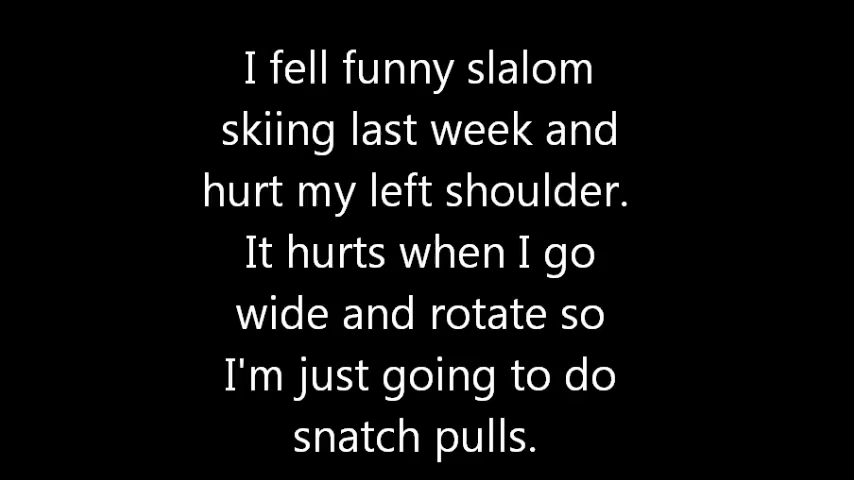 I fell funny slalom
skiing last week and
hurt my left shoulder.
It hurts when I go
wide and rotate so
I'm just going to do
snatch pulls.